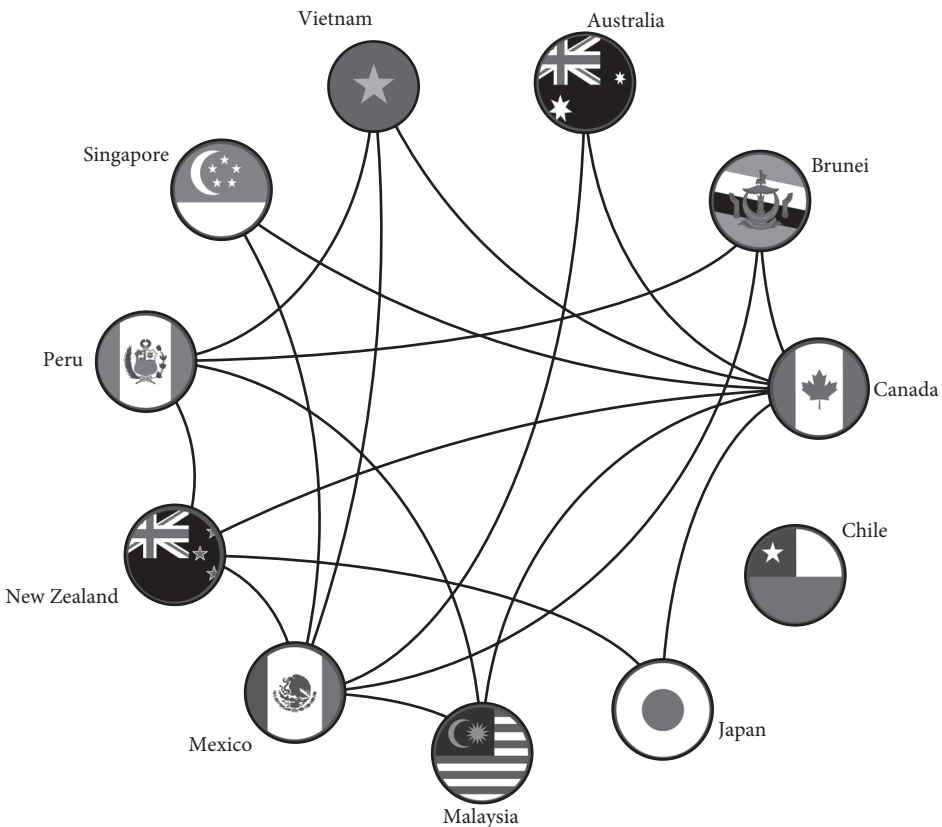 Vietnam
Australia
Singapore
Brunei
Peru
Canada
Chile
New Zealand
Mexico
Japan
Malaysia